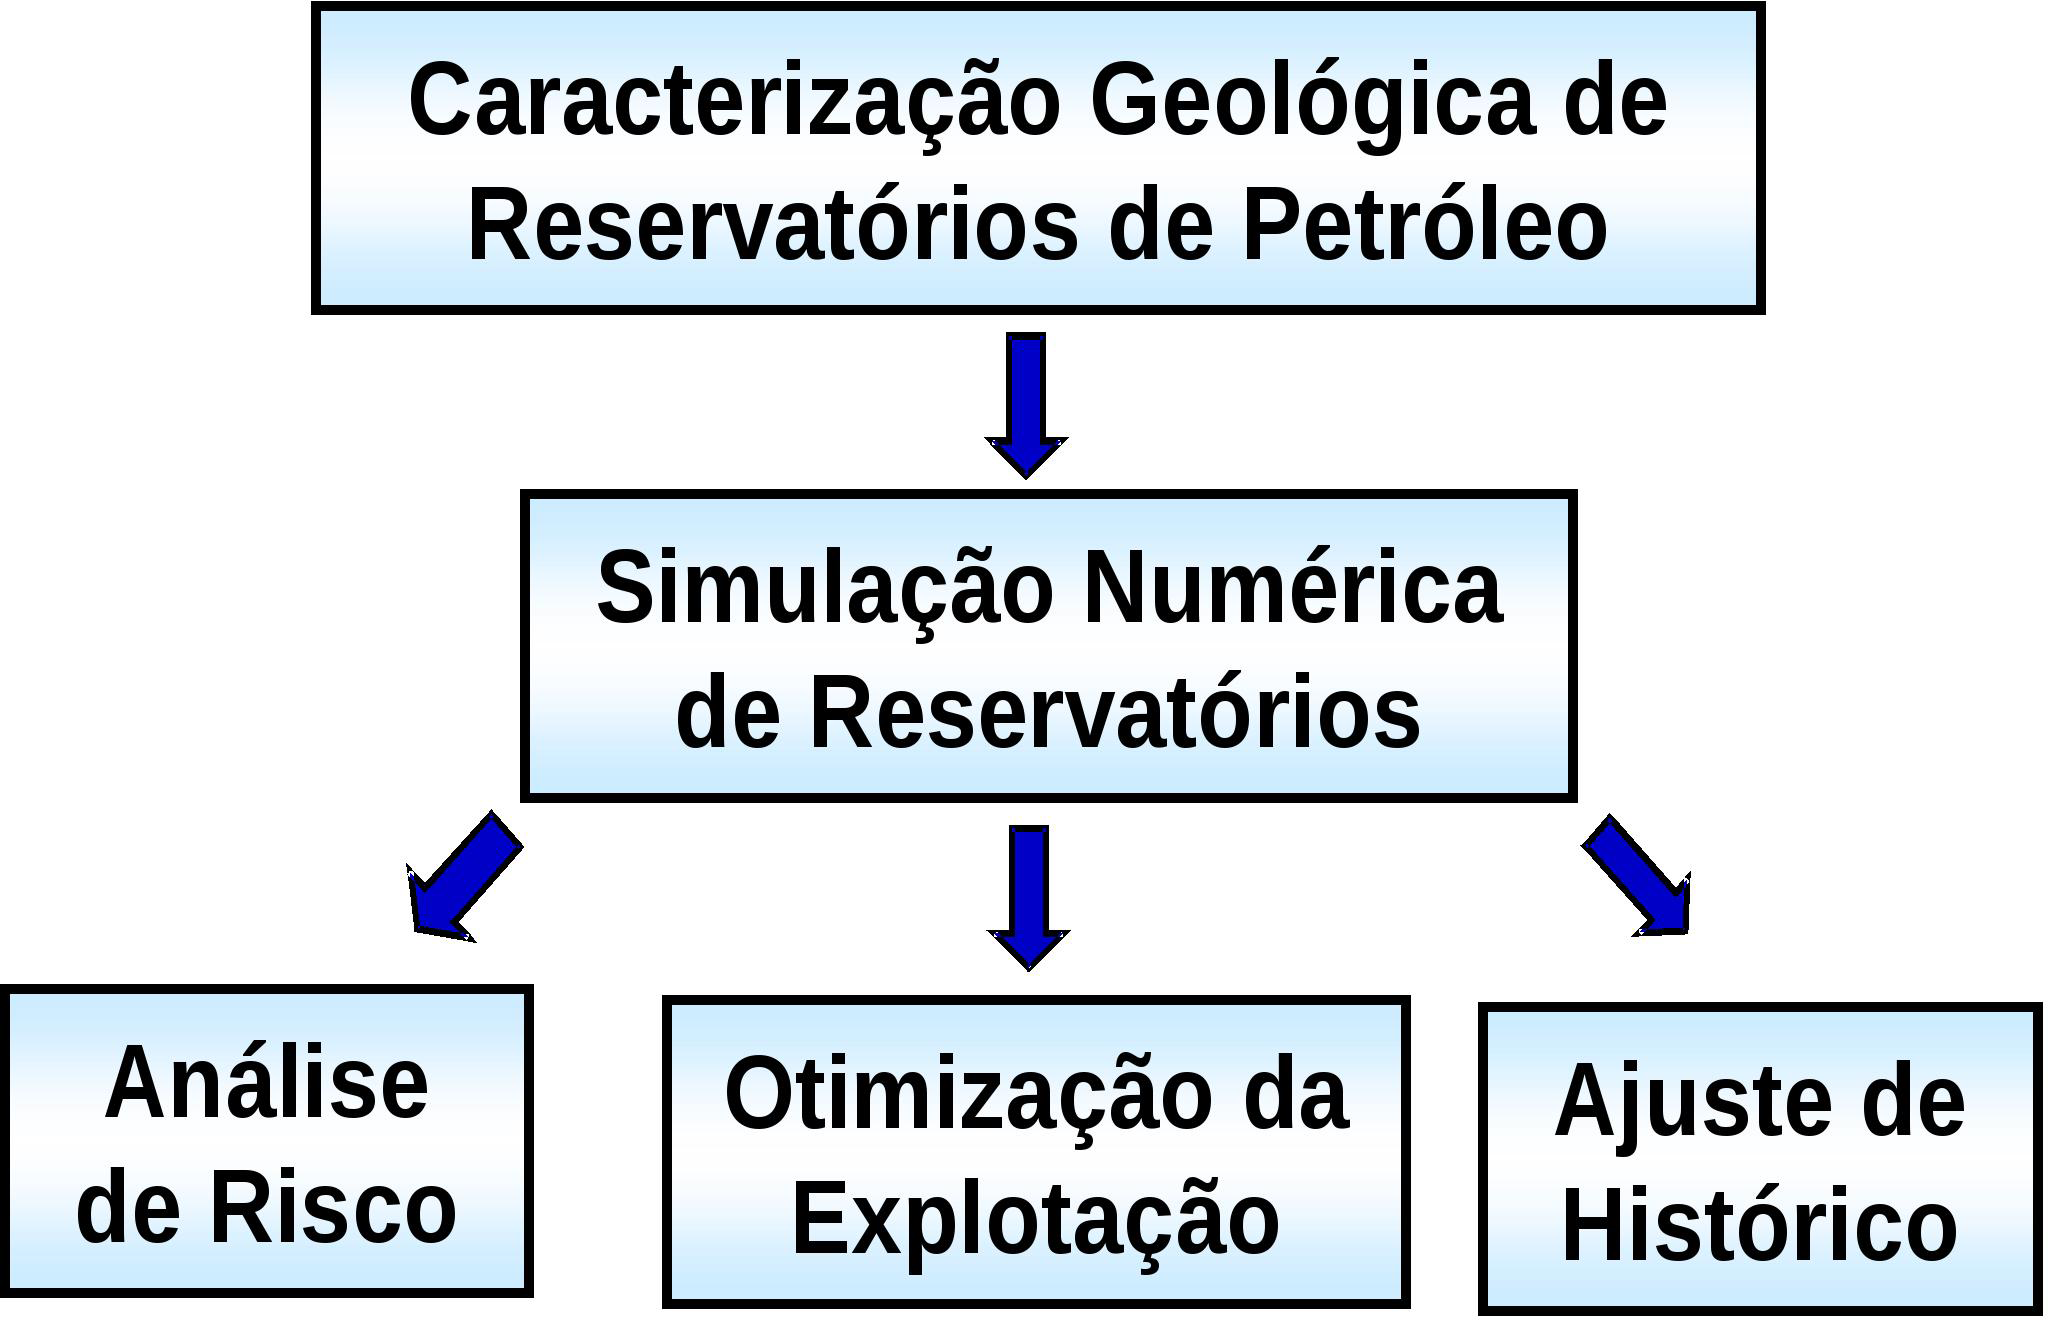 Caracterização Geológica de
Reservatórios de Petróleo
Simulação Numérica
de Reservatórios
Análise
de Risco
Otimização da
Explotação
Ajuste de
Histórico